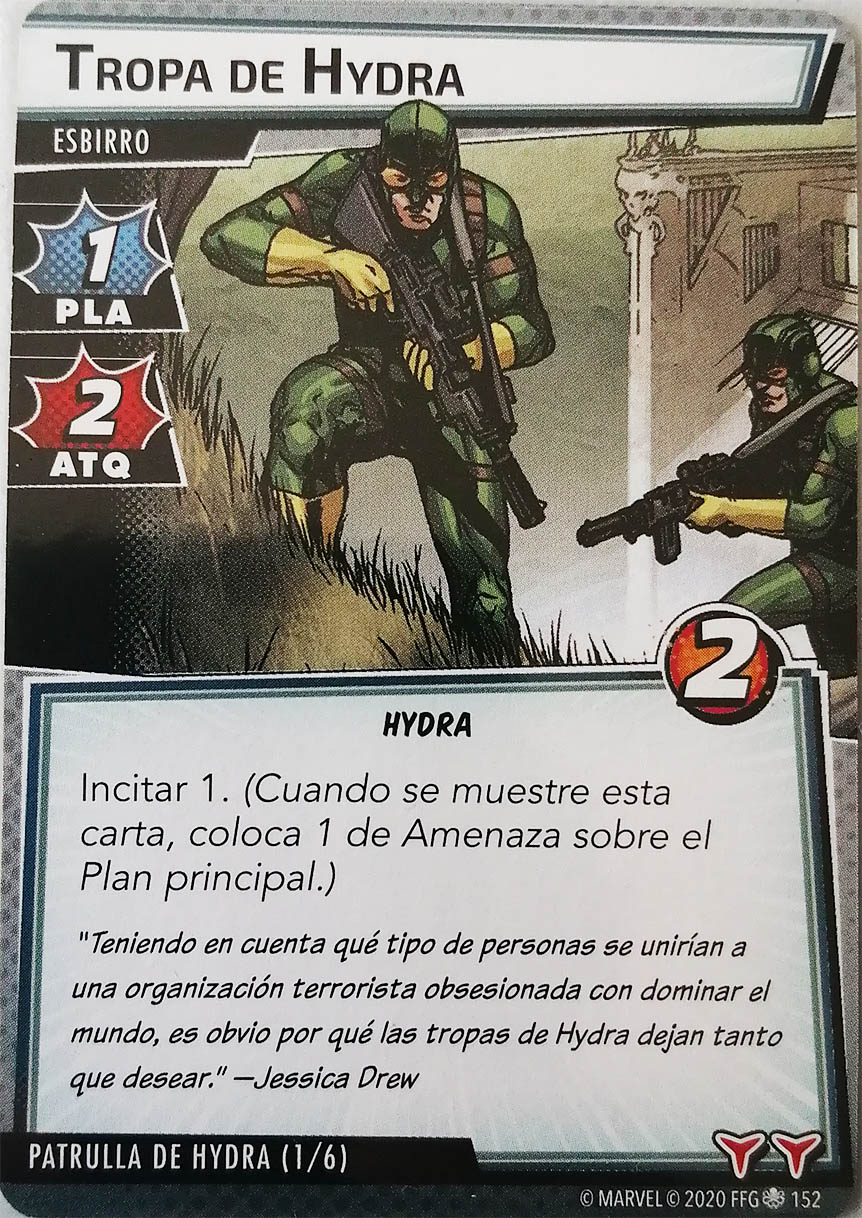 TROPA DE HYDRA
ESBIRRO
1
PLA
2
ATQ
2
HYDRA
Incitar 1. (Cuando se muestre esta
carta, coloca 1 de Amenaza sobre el
Plan principal.)
"Teniendo en cuenta qué tipo de personas se unirían a
una organización terrorista obsesionada con dominar el
mundo, es obvio por qué las tropas de Hydra dejan tanto
que desear." —Jessica Drew
PATRULLA DE HYDRA (1/6)
© MARVEL © 2020 FFG 152